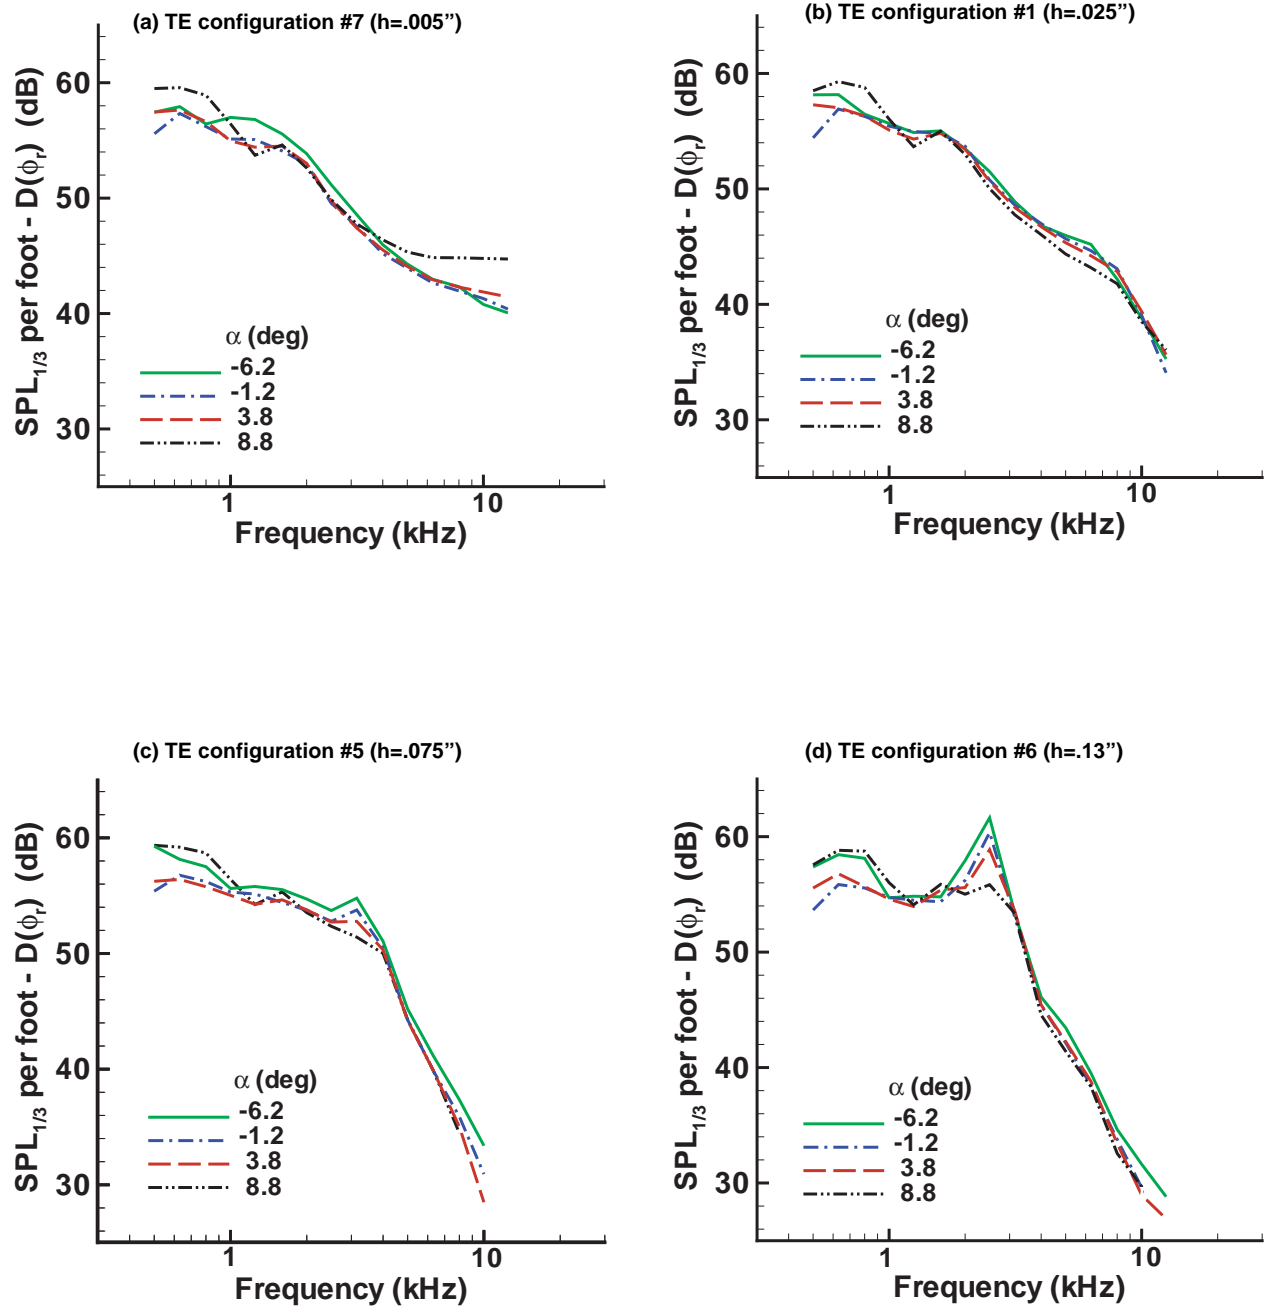 (a) TE configuration #7 (h=.005”)
SPL1/3 per foot - D(ϕr) (dB)
60
50
40
30
α (deg)
-6.2
-1.2
3.8
8.8
1
10
Frequency (kHz)
(b) TE configuration #1 (h=.025”)
SPL1/3 per foot - D(ϕr) (dB)
60
50
40
30
α (deg)
-6.2
-1.2
3.8
8.8
1
10
Frequency (kHz)
(c) TE configuration #5 (h=.075”)
SPL1/3 per foot - D(ϕr) (dB)
60
50
40
30
α (deg)
-6.2
-1.2
3.8
8.8
1
10
Frequency (kHz)
(d) TE configuration #6 (h=.13”)
SPL1/3 per foot - D(ϕr) (dB)
60
50
40
30
α (deg)
-6.2
-1.2
3.8
8.8
1
10
Frequency (kHz)